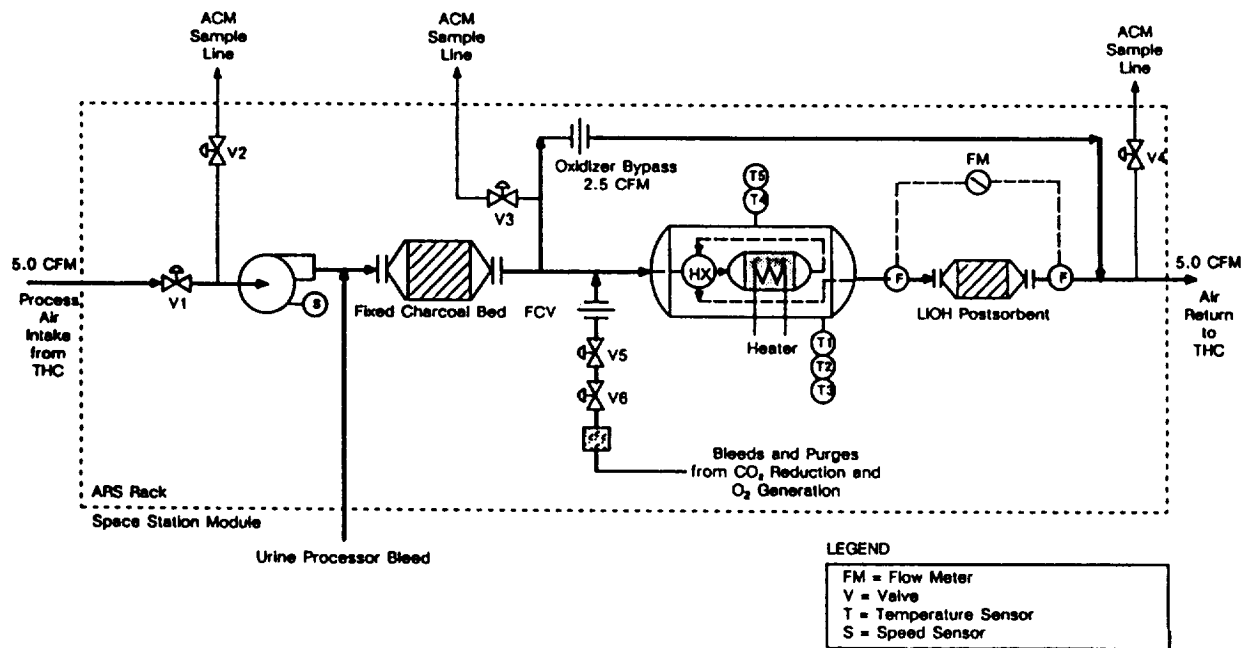 ACM
Sample
Line
ACM
Sample
Line
ACM
Sample
Line
V2
V3
Oxidizer Bypass
2.5 CFM
FM
V4
T5
T4
5.0 CFM
Process
Air
Intake
from
THC
V1
S
Fixed Charcoal Bed
FCV
HX
Heater
F
LIOH Postsorbent
F
5.0 CFM
Air
Return
to
THC
V5
V6
T1
T2
T3
Bleeds and Purges
from CO₂ Reduction and
O₂ Generation
ARS Rack
Space Station Module
Urine Processor Bleed
LEGEND
FM = Flow Meter
V = Valve
T = Temperature Sensor
S = Speed Sensor